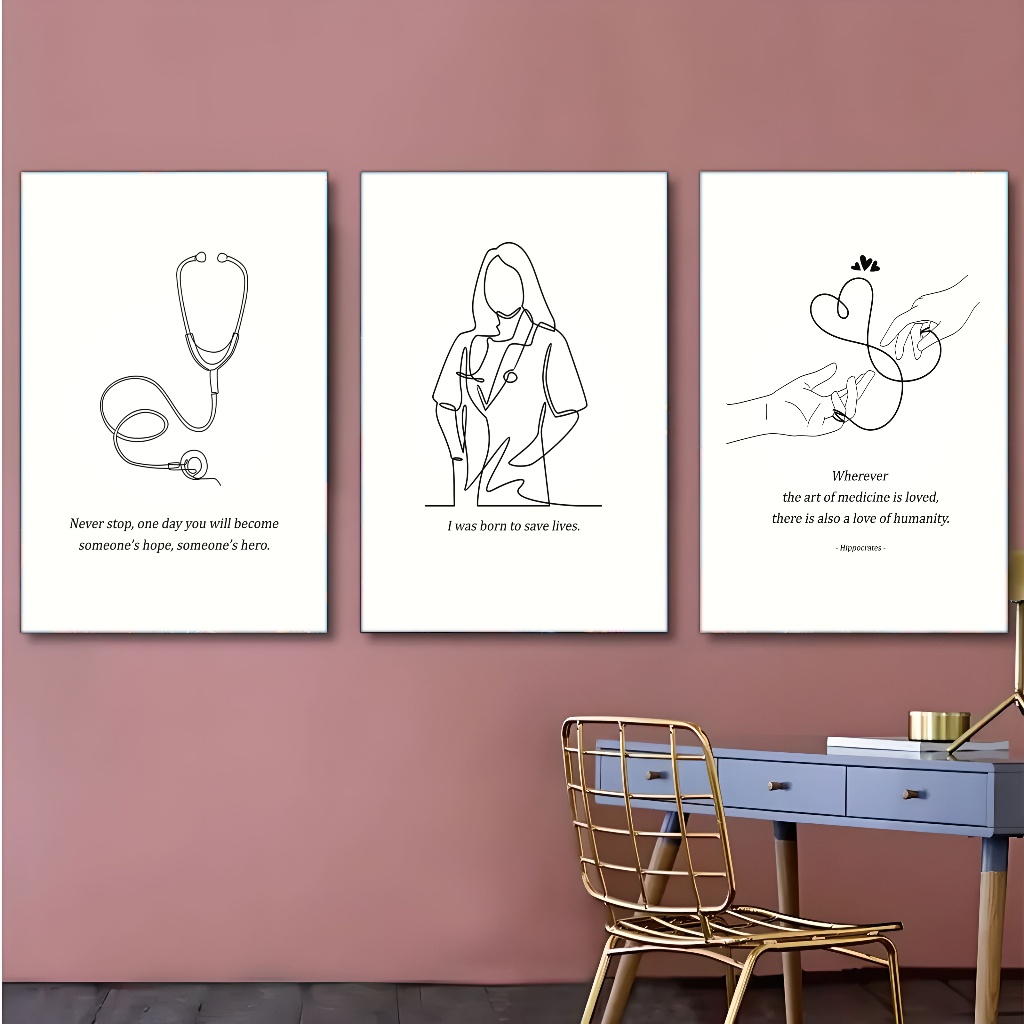 Never stop, one day you will become
someone's hope, someone's hero.
I was born to save lives.
Wherever
the art of medicine is loved,
there is also a love of humanity.
- Hippocrates -